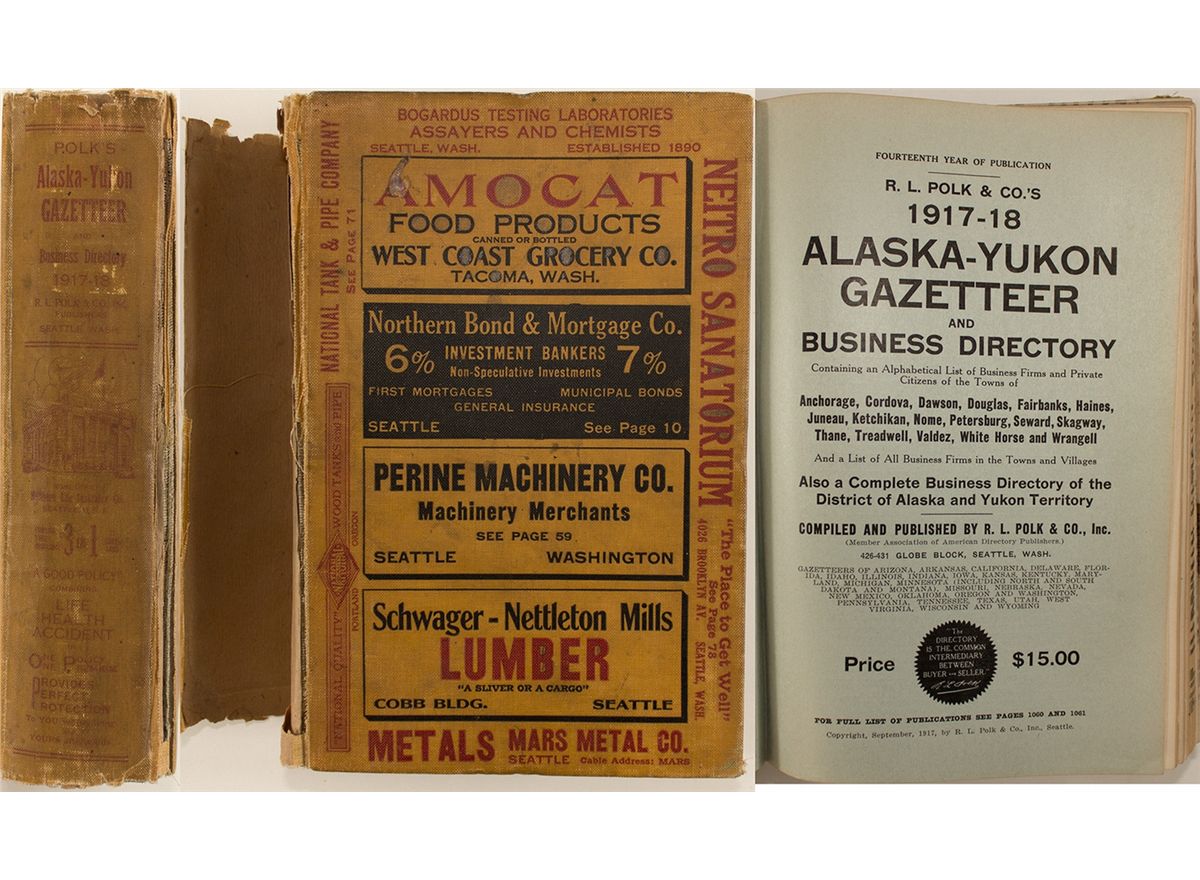 POLK'S
Alaska-Yukon
GAZETTEER
AND
Business Directory
1917-18
R. L. POLK & CO. INC.
PUBLISHERS
SEATTLE WASH.
3 IN 1
A GOOD POLICY
COMBINING
LIFE
HEALTH
ACCIDENT
IN
PROVIDES
PERFECT
PROTECTION
BOGARDUS TESTING LABORATORIES
ASSAYERS AND CHEMISTS
SEATTLE, WASH. ESTABLISHED 1890
NATIONAL TANK & PIPE COMPANY
SEE PAGE 71
"NATIONAL QUALITY" WOOD TANKS AND PIPE
PORTLAND OREGON
AMOCAT
FOOD PRODUCTS
CANNED OR BOTTLED
WEST COAST GROCERY CO.
TACOMA, WASH.
Northern Bond & Mortgage Co.
6% INVESTMENT BANKERS 7%
Non-Speculative Investments
FIRST MORTGAGES MUNICIPAL BONDS
GENERAL INSURANCE
SEATTLE See Page 10
PERINE MACHINERY CO.
Machinery Merchants
SEE PAGE 59
SEATTLE WASHINGTON
Schwager-Nettleton Mills
LUMBER
"A SLIVER OR A CARGO"
COBB BLDG. SEATTLE
NEITRO SANATORIUM
"The Place to Get Well"
See Page 78
4026 BROOKLYN AV. SEATTLE, WASH.
METALS MARS METAL CO.
SEATTLE Cable Address: MARS
FOURTEENTH YEAR OF PUBLICATION
R. L. POLK & CO.'S
1917-18
ALASKA-YUKON
GAZETTEER
AND
BUSINESS DIRECTORY
Containing an Alphabetical List of Business Firms and Private
Citizens of the Towns of
Anchorage, Cordova, Dawson, Douglas, Fairbanks, Haines,
Juneau, Ketchikan, Nome, Petersburg, Seward, Skagway,
Thane, Treadwell, Valdez, White Horse and Wrangell
And a List of All Business Firms in the Towns and Villages
Also a Complete Business Directory of the
District of Alaska and Yukon Territory
COMPILED AND PUBLISHED BY R. L. POLK & CO., Inc.
(Member Association of American Directory Publishers.)
426-431 GLOBE BLOCK, SEATTLE, WASH.
GAZETTEERS OF ARIZONA, ARKANSAS, CALIFORNIA, DELAWARE, FLOR-
IDA, IDAHO, ILLINOIS, INDIANA, IOWA, KANSAS, KENTUCKY, MARY-
LAND, MICHIGAN, MINNESOTA (INCLUDING NORTH AND SOUTH
DAKOTA AND MONTANA), MISSOURI, NEBRASKA, NEVADA,
NEW MEXICO, OKLAHOMA, OREGON AND WASHINGTON,
PENNSYLVANIA, TENNESSEE, TEXAS, UTAH, WEST
VIRGINIA, WISCONSIN AND WYOMING
Price $15.00
"The
DIRECTORY
IS THE COMMON
INTERMEDIARY
BETWEEN
BUYER and SELLER"
FOR FULL LIST OF PUBLICATIONS SEE PAGES 1060 AND 1061
Copyright, September, 1917, by R. L. Polk & Co., Inc., Seattle.